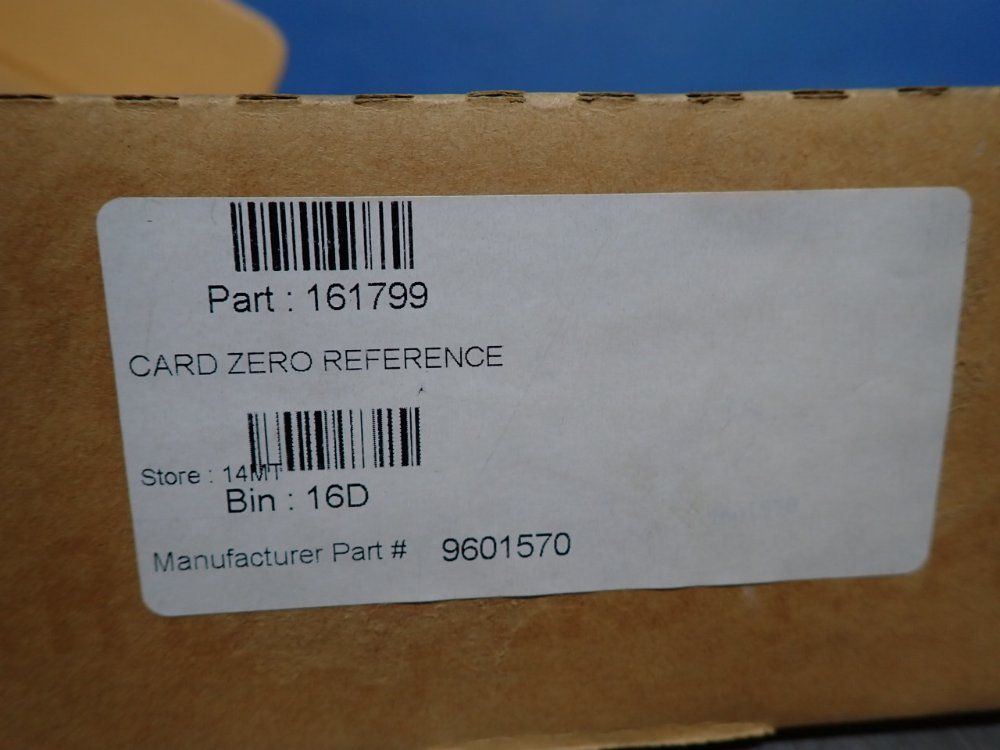 Part : 161799
CARD ZERO REFERENCE
Store : 14MT
Bin : 16D
Manufacturer Part # 9601570